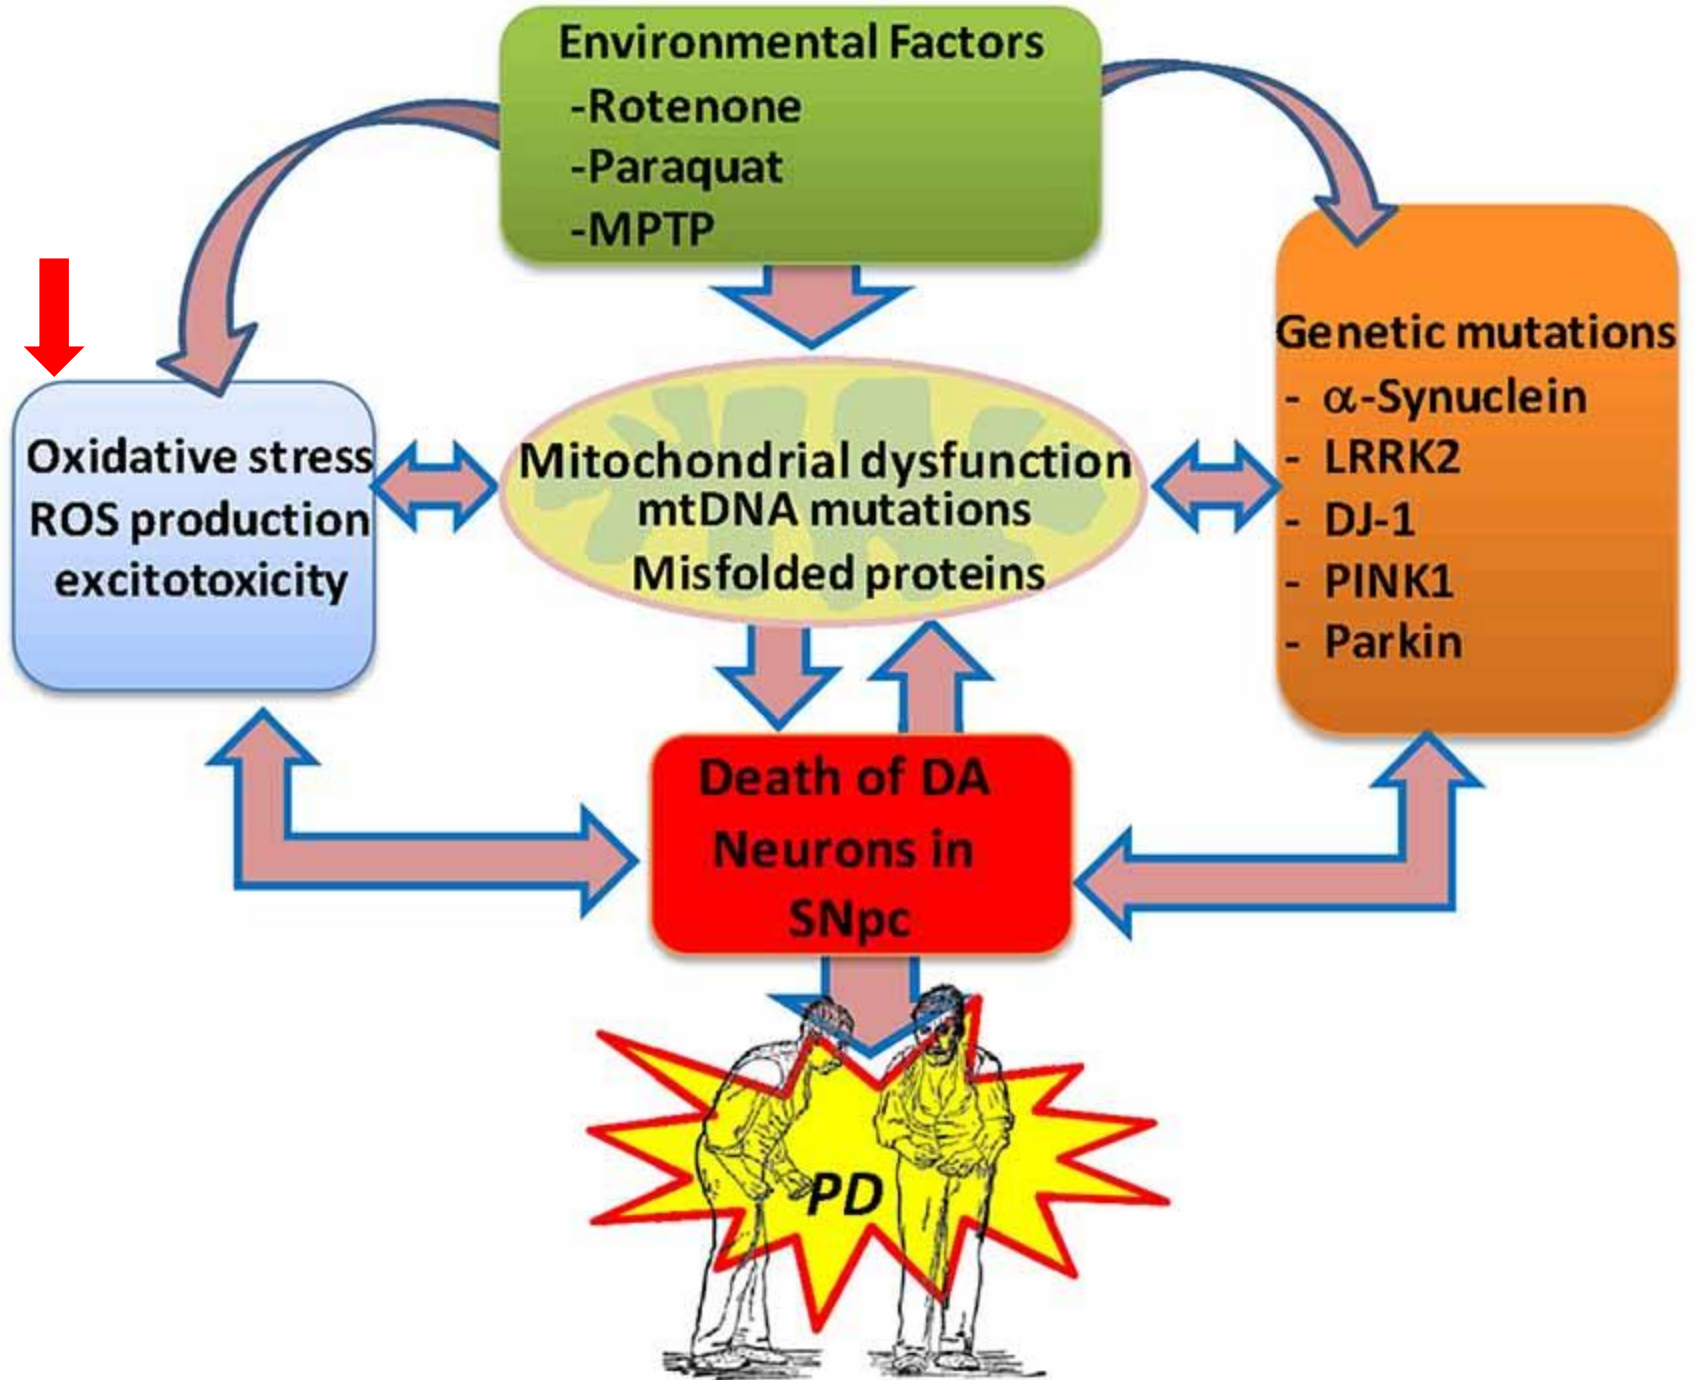 Environmental Factors
-Rotenone
-Paraquat
-MPTP
Oxidative stress
ROS production
excitotoxicity
Mitochondrial dysfunction
mtDNA mutations
Misfolded proteins
Genetic mutations
- α-Synuclein
- LRRK2
- DJ-1
- PINK1
- Parkin
Death of DA
Neurons in
SNpc
PD